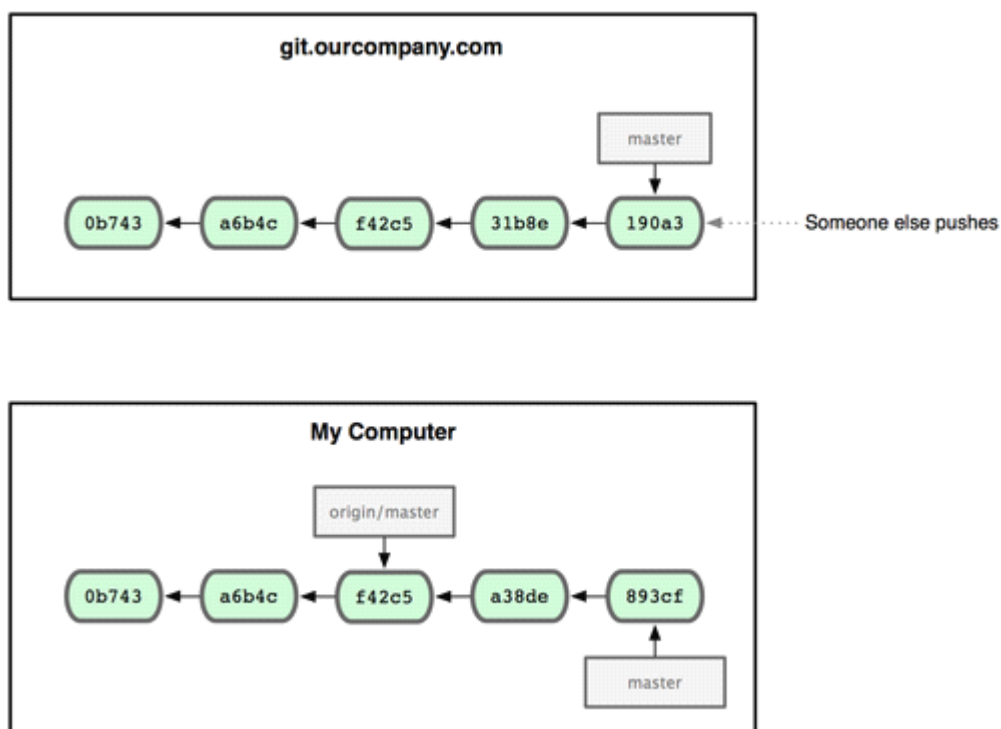 git.ourcompany.com
master
0b743 a6b4c f42c5 31b8e 190a3 Someone else pushes
My Computer
origin/master
0b743 a6b4c f42c5 a38de 893cf
master